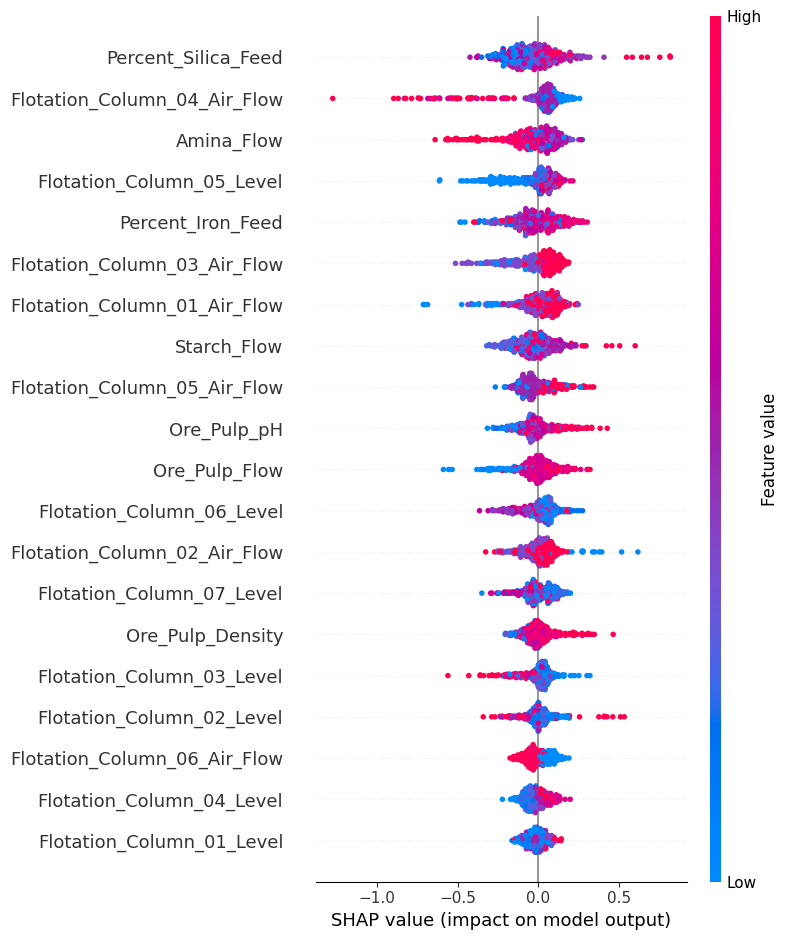 High
Percent_Silica_Feed
Flotation_Column_04_Air_Flow
Amina_Flow
Flotation_Column_05_Level
Percent_Iron_Feed
Flotation_Column_03_Air_Flow
Flotation_Column_01_Air_Flow
Starch_Flow
Flotation_Column_05_Air_Flow
Ore_Pulp_pH
Ore_Pulp_Flow
Flotation_Column_06_Level
Flotation_Column_02_Air_Flow
Flotation_Column_07_Level
Ore_Pulp_Density
Flotation_Column_03_Level
Flotation_Column_02_Level
Flotation_Column_06_Air_Flow
Flotation_Column_04_Level
Flotation_Column_01_Level
Feature value
Low
−1.0 −0.5 0.0 0.5
SHAP value (impact on model output)